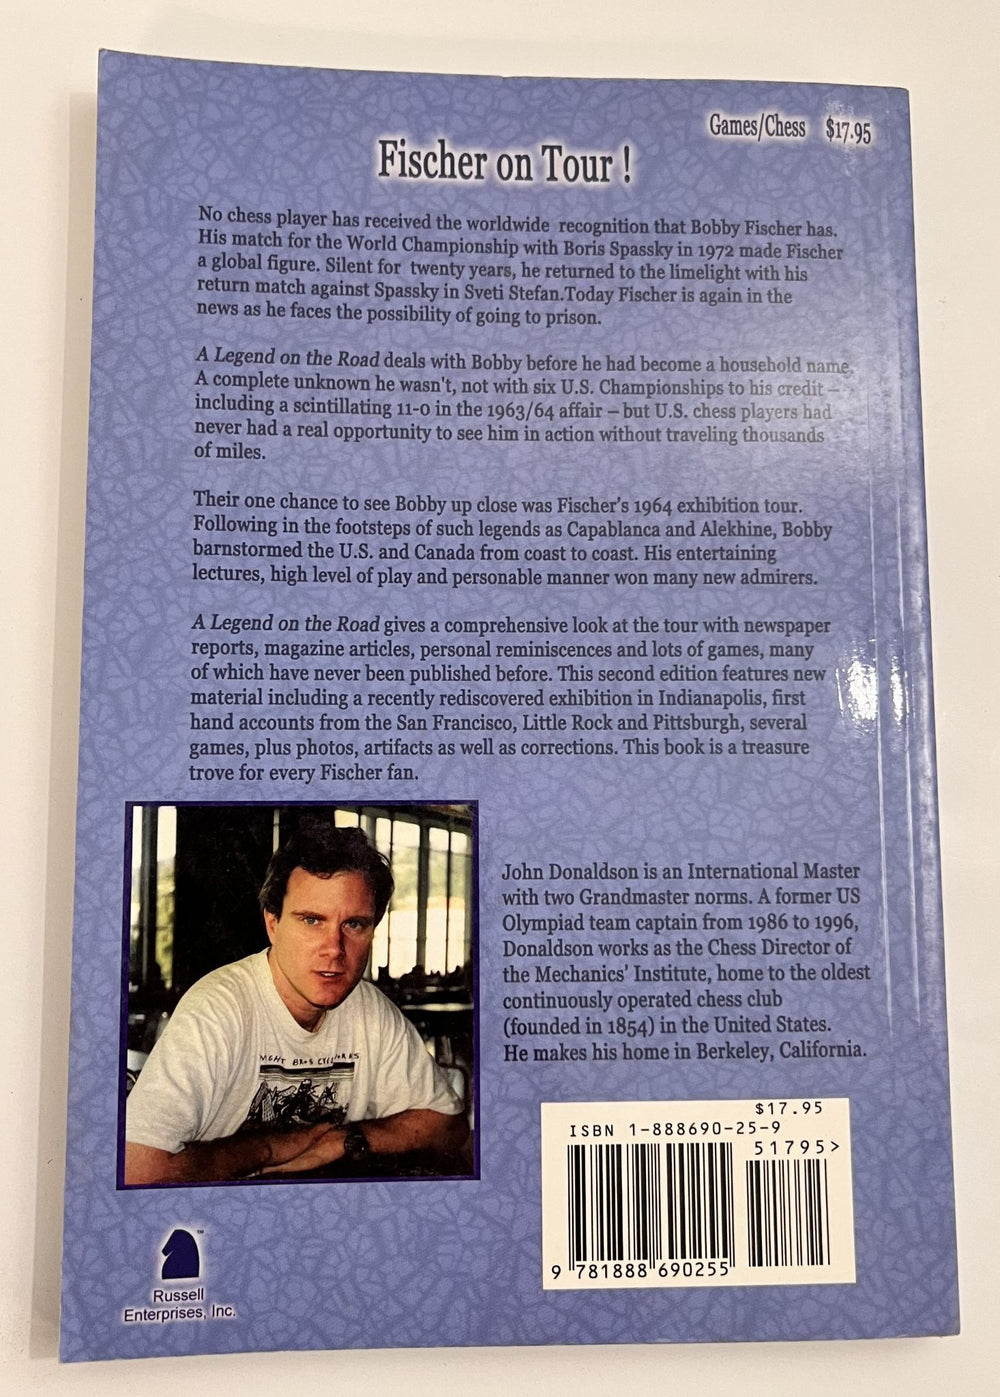 Games/Chess $17.95
Fischer on Tour !
No chess player has received the worldwide recognition that Bobby Fischer has.
His match for the World Championship with Boris Spassky in 1972 made Fischer
a global figure. Silent for twenty years, he returned to the limelight with his
return match against Spassky in Sveti Stefan.Today Fischer is again in the
news as he faces the possibility of going to prison.
A Legend on the Road deals with Bobby before he had become a household name.
A complete unknown he wasn't, not with six U.S. Championships to his credit –
including a scintillating 11-0 in the 1963/64 affair – but U.S. chess players had
never had a real opportunity to see him in action without traveling thousands
of miles.
Their one chance to see Bobby up close was Fischer's 1964 exhibition tour.
Following in the footsteps of such legends as Capablanca and Alekhine, Bobby
barnstormed the U.S. and Canada from coast to coast. His entertaining
lectures, high level of play and personable manner won many new admirers.
A Legend on the Road gives a comprehensive look at the tour with newspaper
reports, magazine articles, personal reminiscences and lots of games, many
of which have never been published before. This second edition features new
material including a recently rediscovered exhibition in Indianapolis, first
hand accounts from the San Francisco, Little Rock and Pittsburgh, several
games, plus photos, artifacts as well as corrections. This book is a treasure
trove for every Fischer fan.
John Donaldson is an International Master
with two Grandmaster norms. A former US
Olympiad team captain from 1986 to 1996,
Donaldson works as the Chess Director of
the Mechanics' Institute, home to the oldest
continuously operated chess club
(founded in 1854) in the United States.
He makes his home in Berkeley, California.
BROS
$17.95
ISBN 1-888690-25-9
51795>
9 781888 690255
™
Russell
Enterprises, Inc.